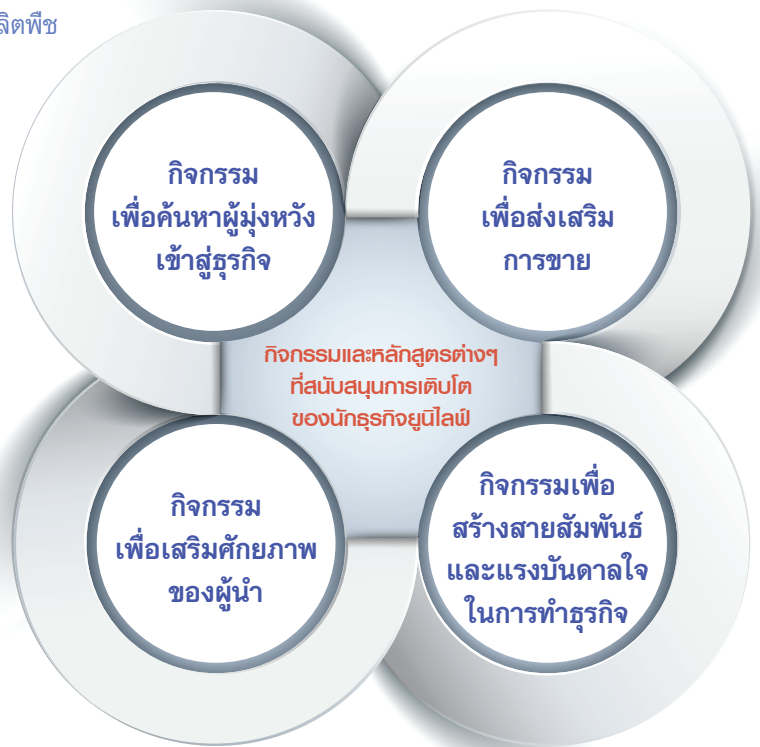 กิจกรรม
เพื่อค้นหาผู้มุ่งหวัง
เข้าสู่ธุรกิจ
กิจกรรม
เพื่อส่งเสริม
การขาย
กิจกรรมและหลักสูตรต่างๆ
ที่สนับสนุนการเติบโต
ของนักธุรกิจยูนิไลฟ์
กิจกรรม
เพื่อเสริมศักยภาพ
ของผู้นำ
กิจกรรมเพื่อ
สร้างสายสัมพันธ์
และแรงบันดาลใจ
ในการทำธุรกิจ